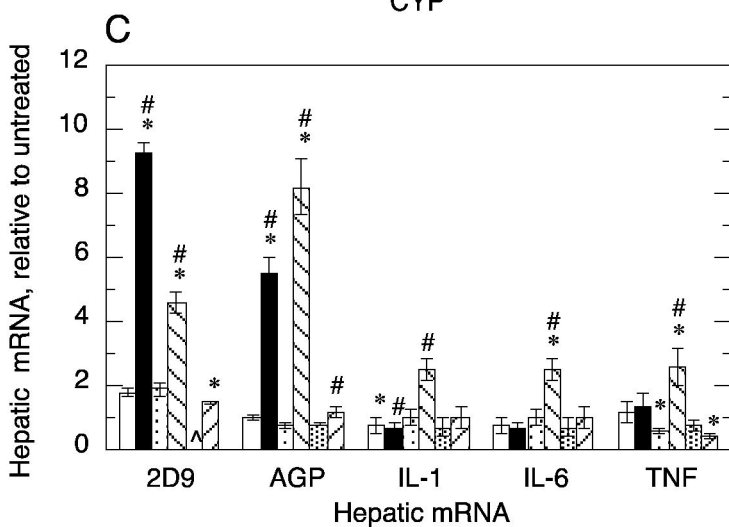 CYP
C
Hepatic mRNA, relative to untreated
12
10
8
6
4
2
0
# * # * ^ *
# * # * #
* # #
# *
* # * *
2D9 AGP IL-1 IL-6 TNF
Hepatic mRNA